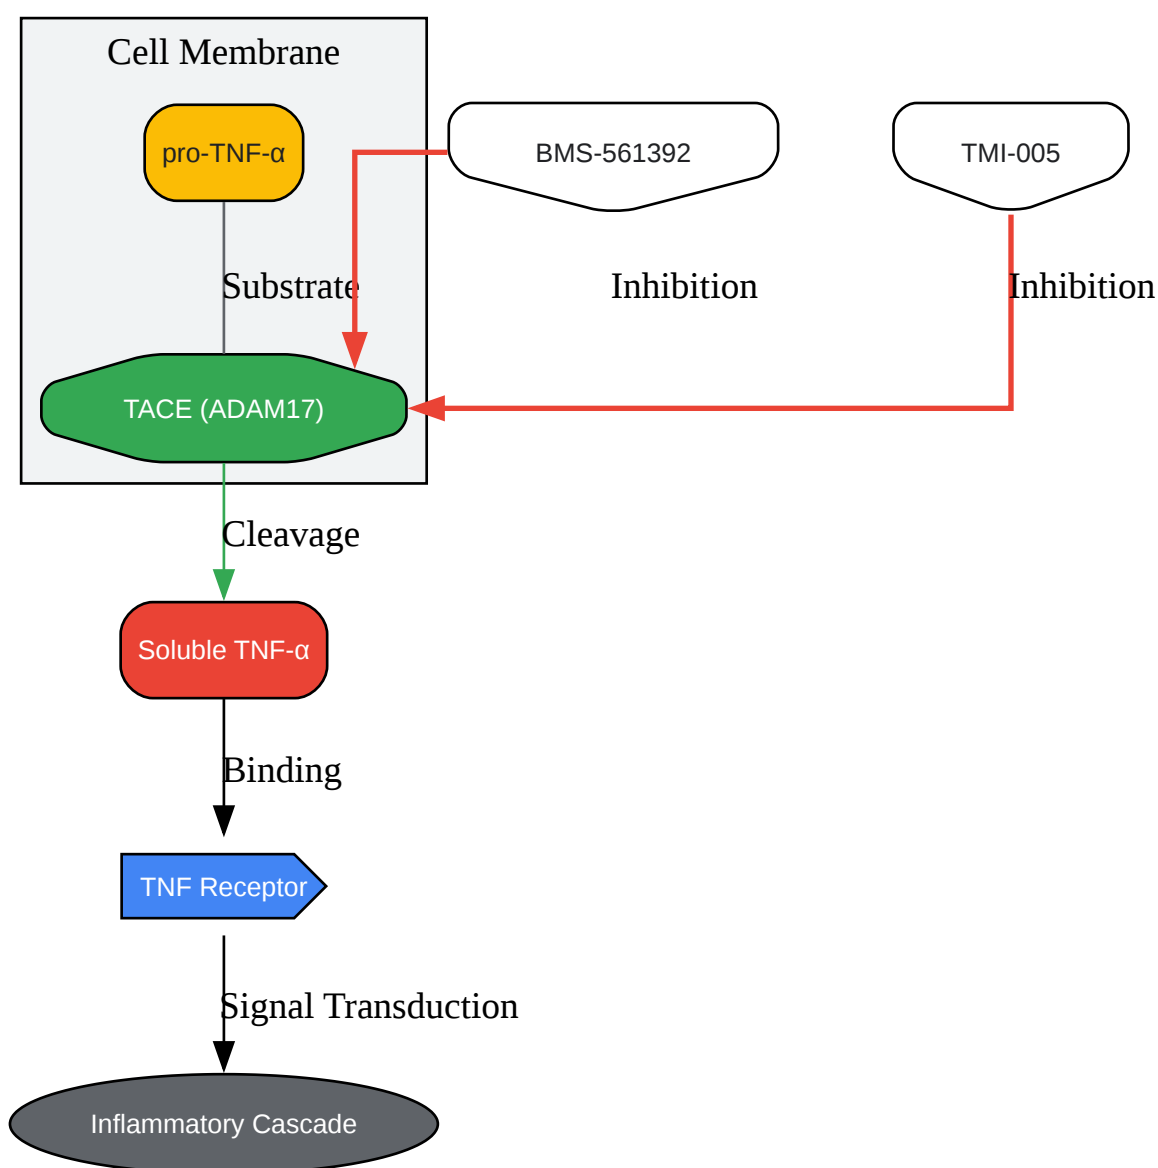 Cell Membrane
pro-TNF-α
BMS-561392
TMI-005
Substrate
Inhibition
Inhibition
TACE (ADAM17)
Cleavage
Soluble TNF-α
Binding
TNF Receptor
Signal Transduction
Inflammatory Cascade